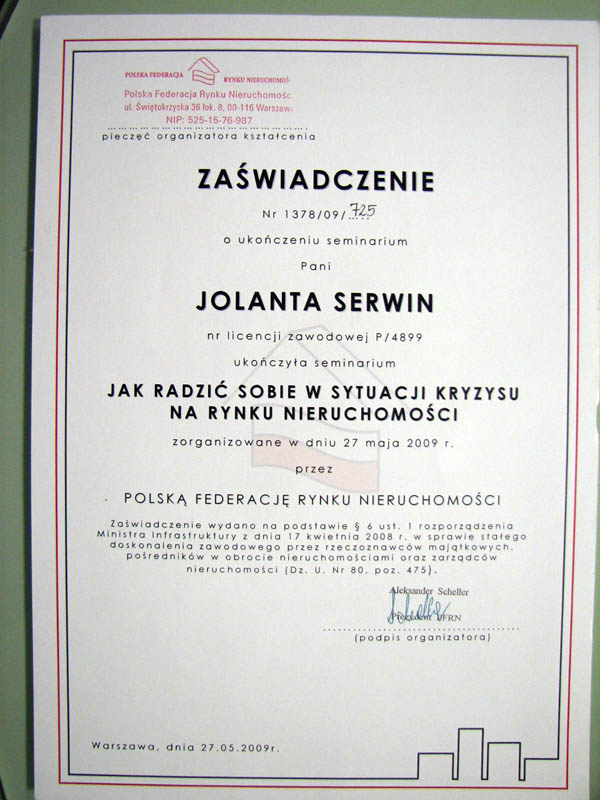 POLSKA FEDERACJA RYNKU NIERUCHOMOŚC
Polska Federacja Rynku Nieruchomośc
ul. Świętokrzyska 36 lok. 8, 00-116 Warszaw
NIP: 525-15-76-987
pieczęć organizatora kształcenia
ZAŚWIADCZENIE
Nr 1378/09/725
o ukończeniu seminarium
Pani
JOLANTA SERWIN
nr licencji zawodowej P/4899
ukończyła seminarium
JAK RADZIĆ SOBIE W SYTUACJI KRYZYSU
NA RYNKU NIERUCHOMOŚCI
zorganizowane w dniu 27 maja 2009 r.
przez
POLSKĄ FEDERACJĘ RYNKU NIERUCHOMOŚCI
Zaświadczenie wydano na podstawie § 6 ust. 1 rozporządzenia
Ministra Infrastruktury z dnia 17 kwietnia 2008 r. w sprawie stałego
doskonalenia zawodowego przez rzeczoznawców majątkowych,
pośredników w obrocie nieruchomościami oraz zarządców
nieruchomości (Dz. U. Nr 80, poz. 475).
Aleksander Scheller
Prezydent PFRN
(podpis organizatora)
Warszawa, dnia 27.05.2009r.